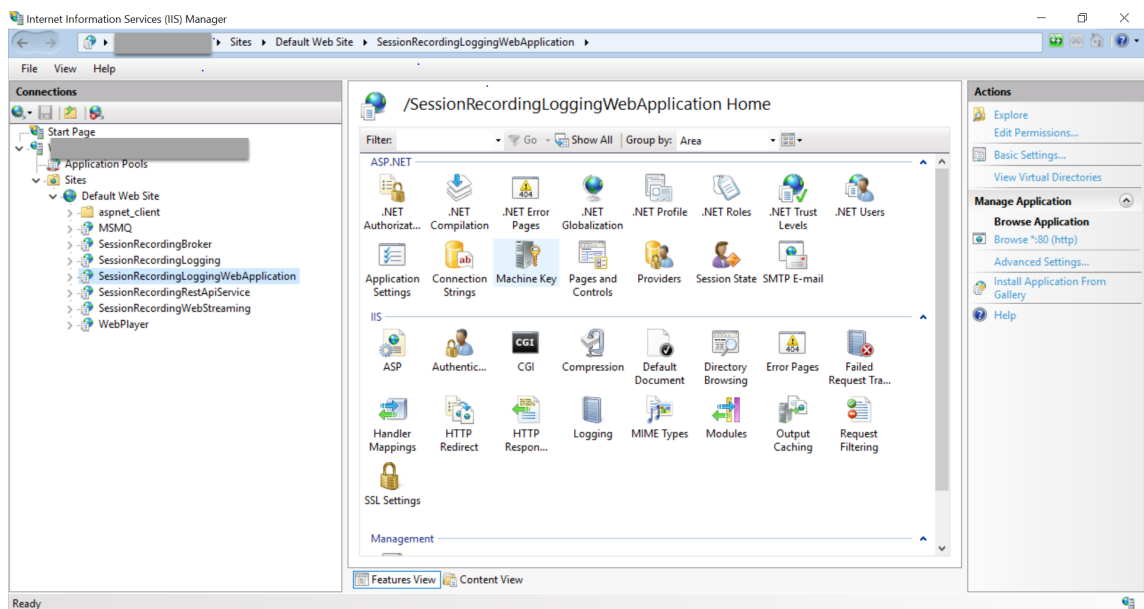 Internet Information Services (IIS) Manager
Sites Default Web Site SessionRecordingLoggingWebApplication
File View Help
Connections
Start Page
Application Pools
Sites
Default Web Site
aspnet_client
MSMQ
SessionRecordingBroker
SessionRecordingLogging
SessionRecordingLoggingWebApplication
SessionRecordingRestApiService
SessionRecordingWebStreaming
WebPlayer
/SessionRecordingLoggingWebApplication Home
Filter: Go Show All Group by: Area
ASP.NET
.NET Authorizat...
.NET Compilation
.NET Error Pages
.NET Globalization
.NET Profile
.NET Roles
.NET Trust Levels
.NET Users
Application Settings
Connection Strings
Machine Key
Pages and Controls
Providers
Session State
SMTP E-mail
IIS
ASP
Authentic...
CGI
Compression
Default Document
Directory Browsing
Error Pages
Failed Request Tra...
Handler Mappings
HTTP Redirect
HTTP Respon...
Logging
MIME Types
Modules
Output Caching
Request Filtering
SSL Settings
Management
Features View Content View
Actions
Explore
Edit Permissions...
Basic Settings...
View Virtual Directories
Manage Application
Browse Application
Browse *:80 (http)
Advanced Settings...
Install Application From
Gallery
Help
Ready